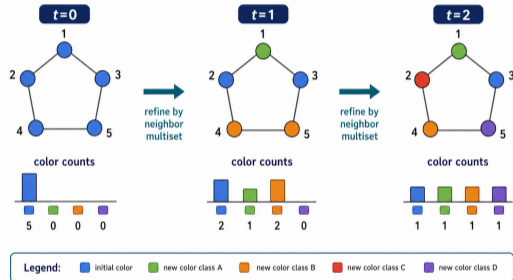 t=0
t=1
t=2
1
1
1
2
3
2
3
2
3
4
5
4
5
4
5
refine by
neighbor
multiset
refine by
neighbor
multiset
color counts
color counts
color counts
5 0 0 0
2 1 2 0
1 1 1 1
Legend: initial color new color class A new color class B new color class C new color class D